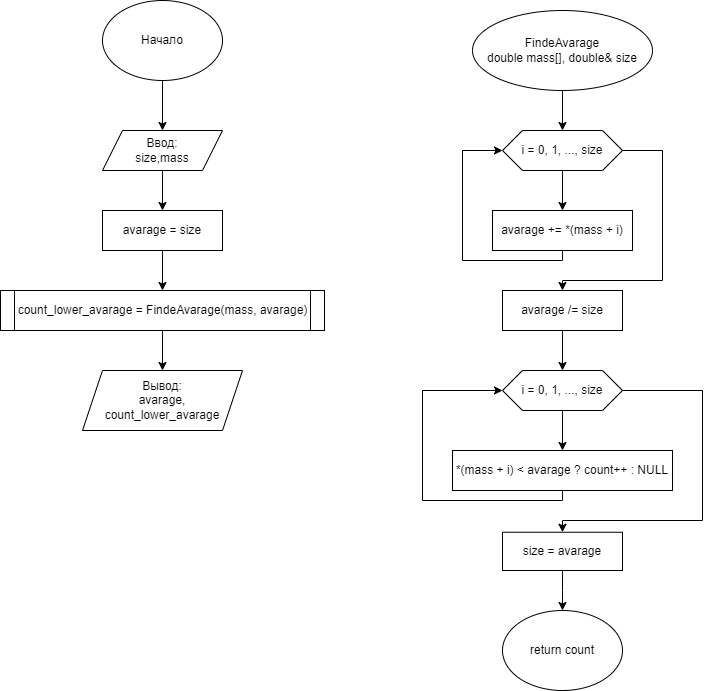 Начало
Ввод:
size,mass
avarage = size
count_lower_avarage = FindeAvarage(mass, avarage)
Вывод:
avarage,
count_lower_avarage
FindeAvarage
double mass[], double& size
i = 0, 1, ..., size
avarage += *(mass + i)
avarage /= size
i = 0, 1, ..., size
*(mass + i) < avarage ? count++ : NULL
size = avarage
return count